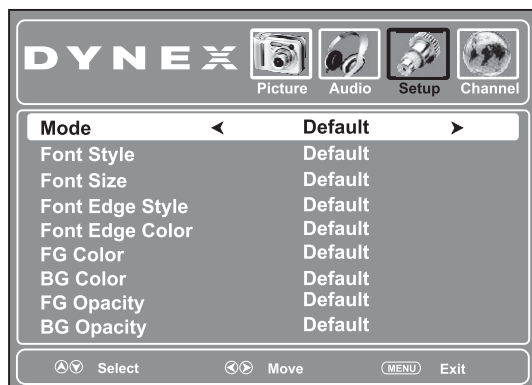 DYNEX
Picture Audio Setup Channel
Mode Default
Font Style Default
Font Size Default
Font Edge Style Default
Font Edge Color Default
FG Color Default
BG Color Default
FG Opacity Default
BG Opacity Default
Select Move MENU Exit